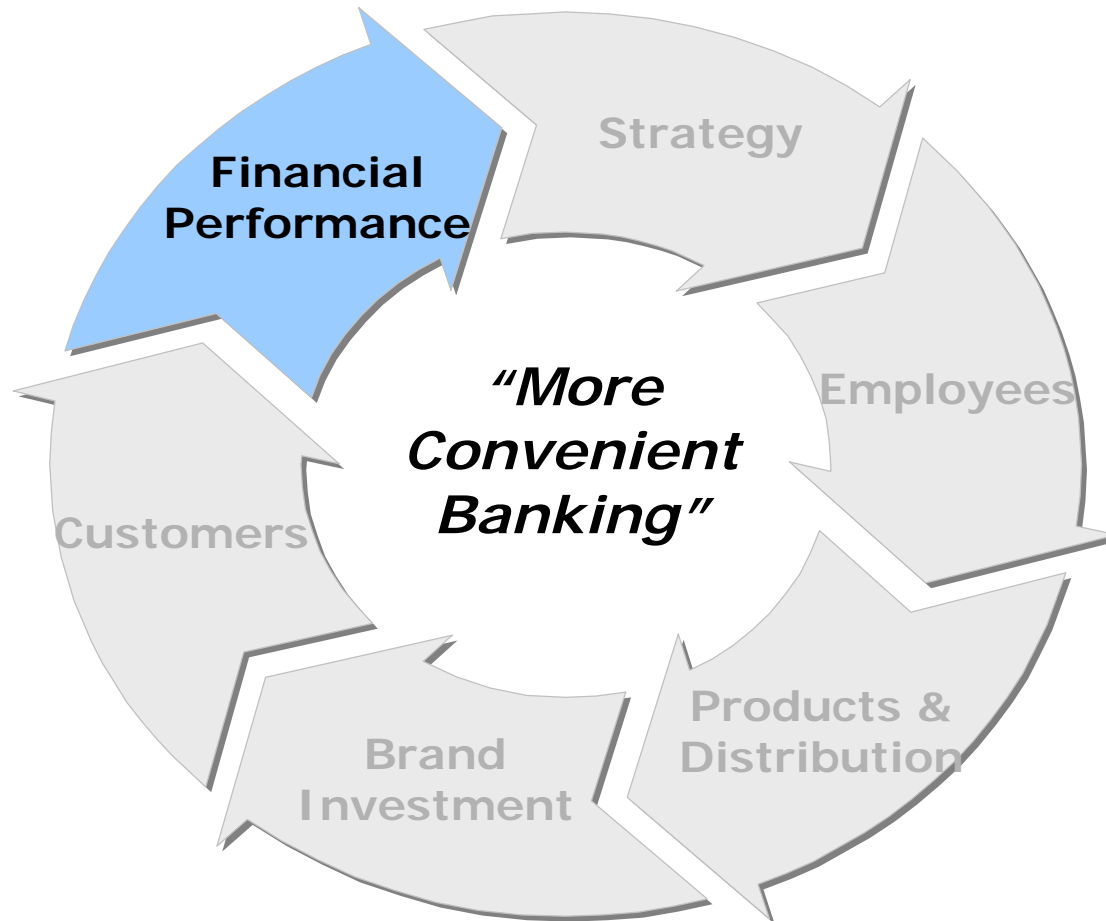 Strategy
Financial
Performance
Employees
“More
Convenient
Banking”
Customers
Products &
Distribution
Brand
Investment